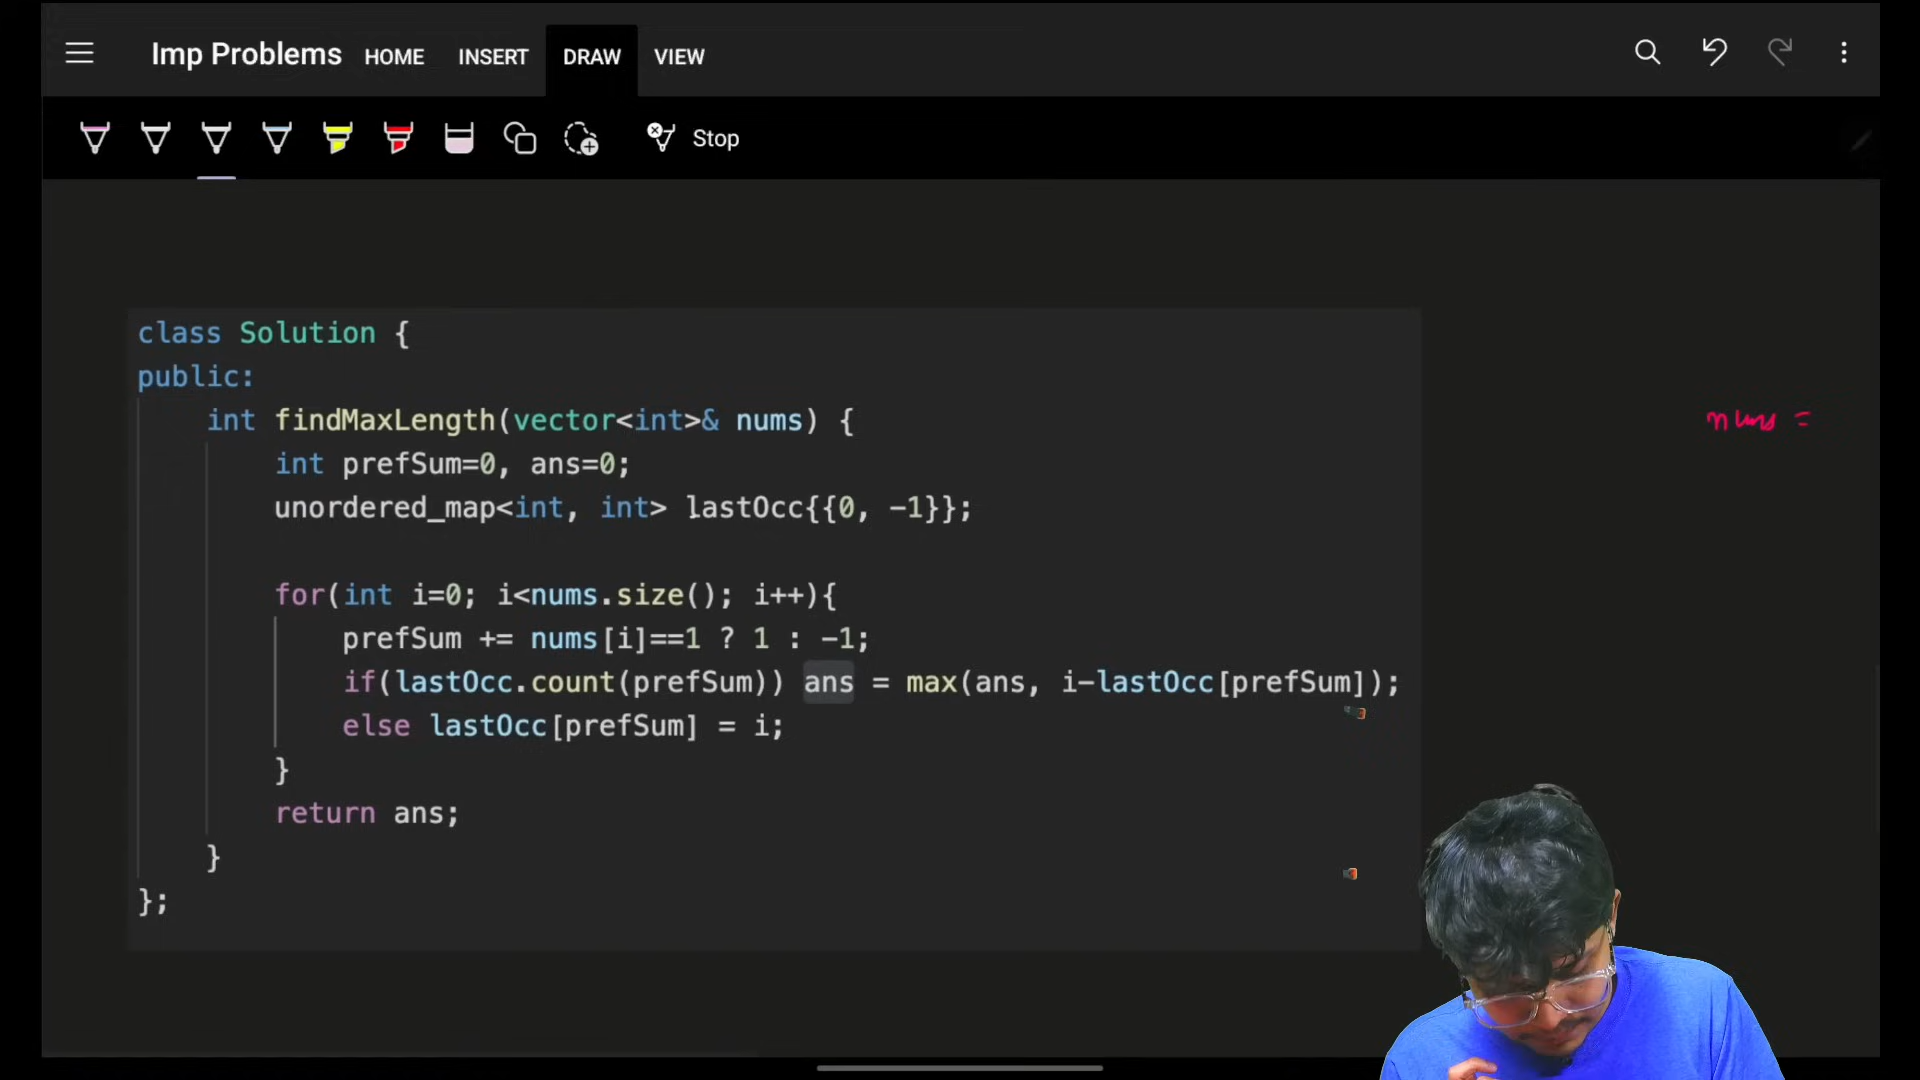 Imp Problems HOME INSERT DRAW VIEW
Stop
class Solution {
public:
int findMaxLength(vector<int>& nums) {
int prefSum=0, ans=0;
unordered_map<int, int> lastOcc{{0, -1}};
for(int i=0; i<nums.size(); i++){
prefSum += nums[i]==1 ? 1 : -1;
if(lastOcc.count(prefSum)) ans = max(ans, i-lastOcc[prefSum]);
else lastOcc[prefSum] = i;
}
return ans;
}
};
nums =